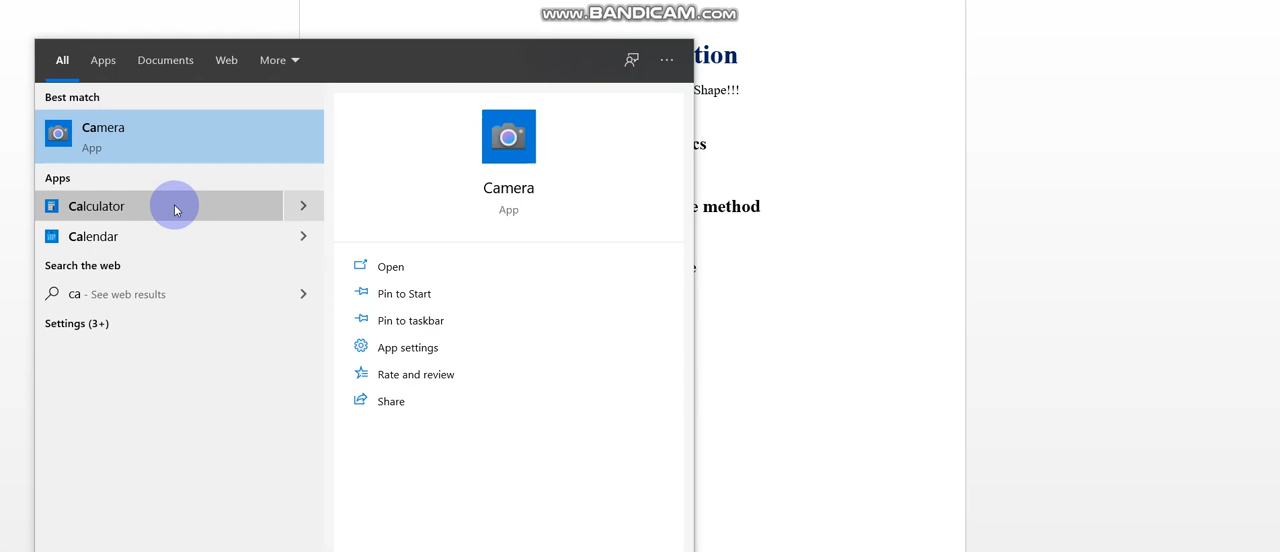 www.BANDICAM.com
tion
Shape!!!
cs
e method
e
All Apps Documents Web More
Best match
Camera
App
Apps
Calculator
Calendar
Search the web
ca - See web results
Settings (3+)
Camera
App
Open
Pin to Start
Pin to taskbar
App settings
Rate and review
Share